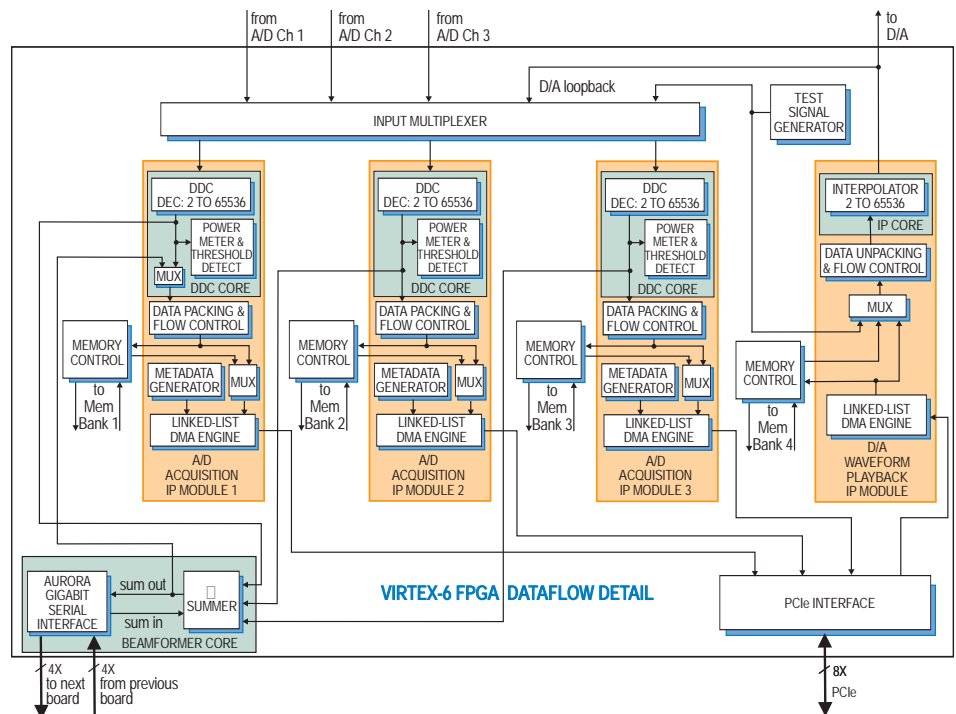 from
A/D Ch 1
from
A/D Ch 2
from
A/D Ch 3
to
D/A
D/A loopback
TEST
SIGNAL
GENERATOR
INPUT MULTIPLEXER
DDC
DEC: 2 TO 65536
POWER
METER &
THRESHOLD
DETECT
MUX
DDC CORE
DATA PACKING &
FLOW CONTROL
MEMORY
CONTROL
METADATA
GENERATOR
MUX
to
Mem
Bank 1
LINKED-LIST
DMA ENGINE
A/D
ACQUISITION
IP MODULE 1
DDC
DEC: 2 TO 65536
POWER
METER &
THRESHOLD
DETECT
DDC CORE
DATA PACKING &
FLOW CONTROL
MEMORY
CONTROL
METADATA
GENERATOR
MUX
to
Mem
Bank 2
LINKED-LIST
DMA ENGINE
A/D
ACQUISITION
IP MODULE 2
DDC
DEC: 2 TO 65536
POWER
METER &
THRESHOLD
DETECT
DDC CORE
DATA PACKING &
FLOW CONTROL
MEMORY
CONTROL
METADATA
GENERATOR
MUX
to
Mem
Bank 3
LINKED-LIST
DMA ENGINE
A/D
ACQUISITION
IP MODULE 3
INTERPOLATOR
2 TO 65536
IP CORE
DATA UNPACKING
& FLOW CONTROL
MUX
MEMORY
CONTROL
to
Mem
Bank 4
LINKED-LIST
DMA ENGINE
D/A
WAVEFORM
PLAYBACK
IP MODULE
AURORA
GIGABIT
SERIAL
INTERFACE
sum out
sum in
SUMMER
BEAMFORMER CORE
VIRTEX-6 FPGA DATAFLOW DETAIL
PCIe INTERFACE
4X
to next
board
4X
from previous
board
8X
PCIe